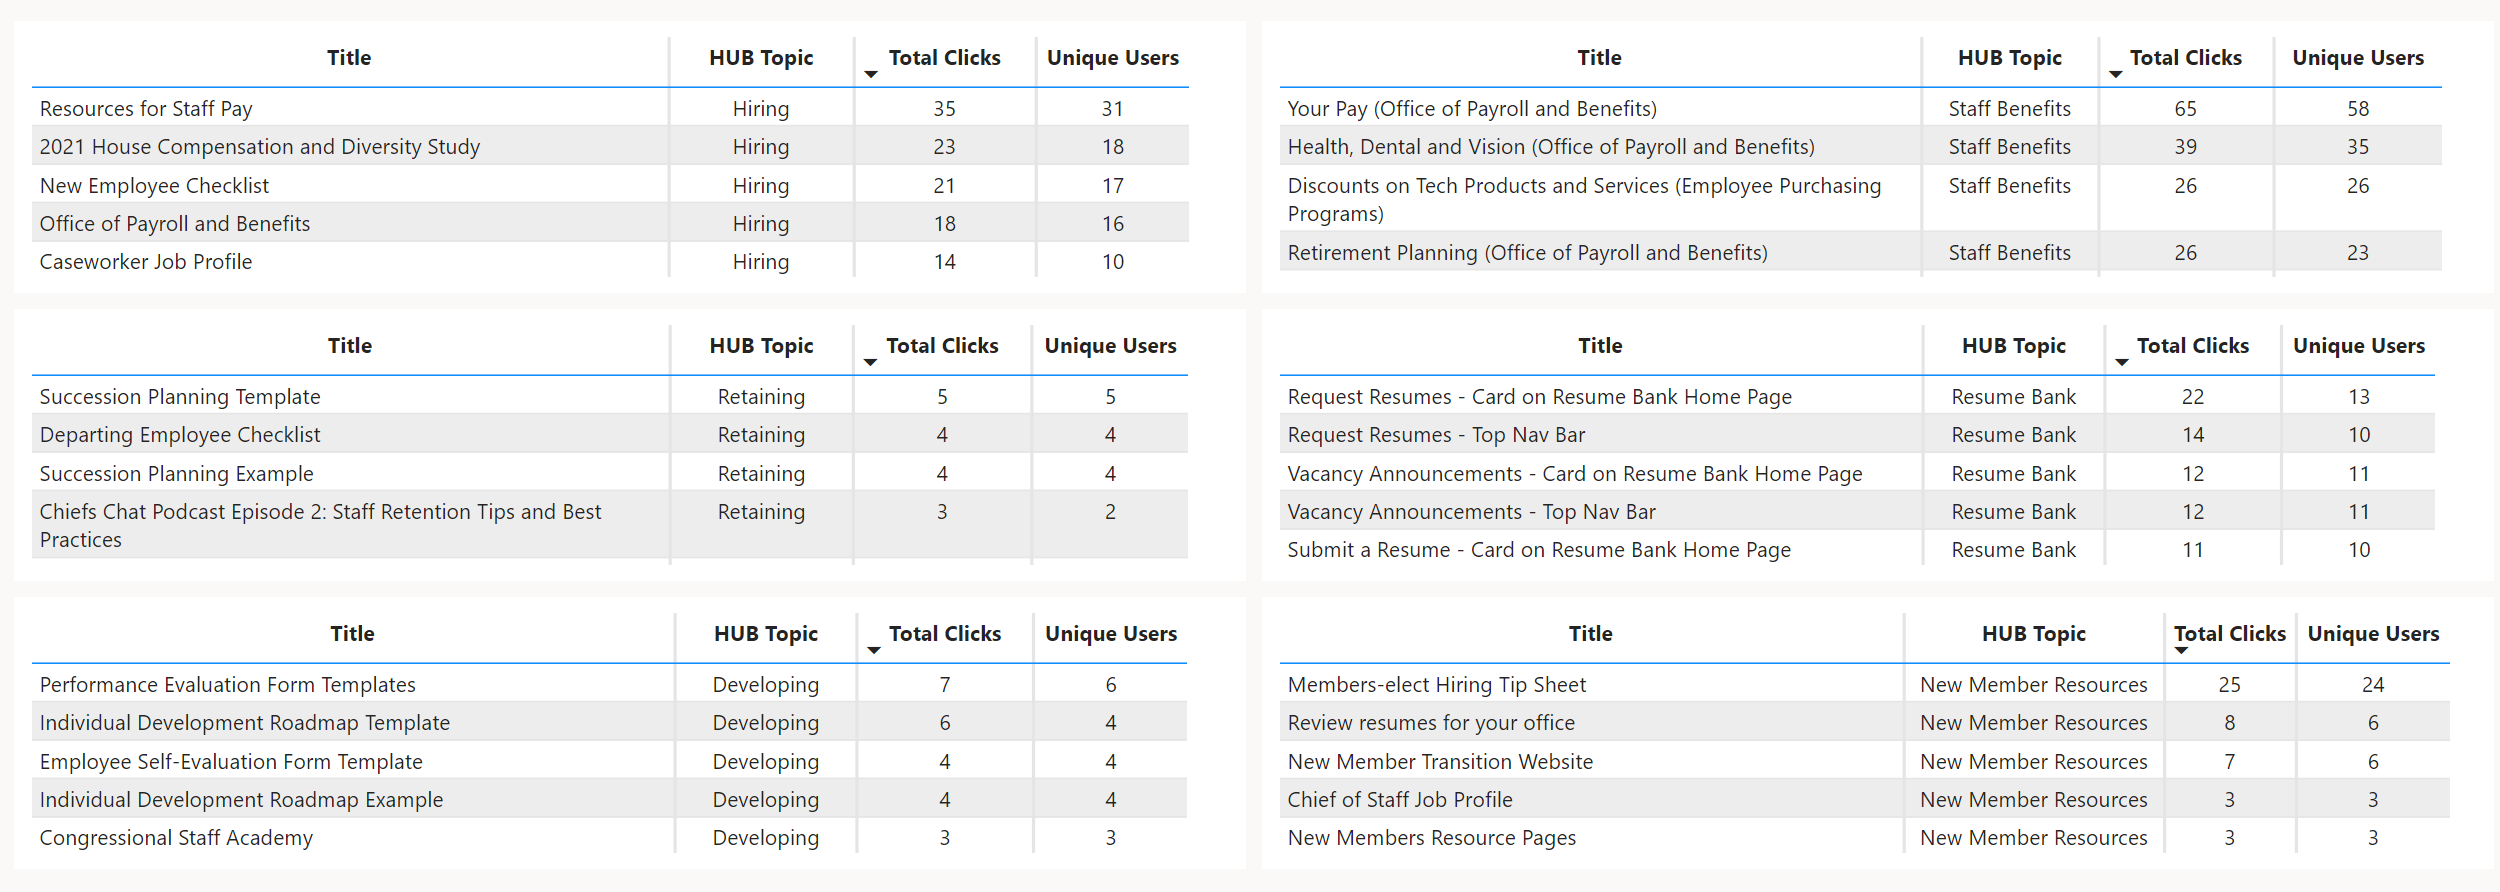 Title HUB Topic Total Clicks Unique Users
Resources for Staff Pay Hiring 35 31
2021 House Compensation and Diversity Study Hiring 23 18
New Employee Checklist Hiring 21 17
Office of Payroll and Benefits Hiring 18 16
Caseworker Job Profile Hiring 14 10
Title HUB Topic Total Clicks Unique Users
Your Pay (Office of Payroll and Benefits) Staff Benefits 65 58
Health, Dental and Vision (Office of Payroll and Benefits) Staff Benefits 39 35
Discounts on Tech Products and Services (Employee Purchasing Staff Benefits 26 26
Programs)
Retirement Planning (Office of Payroll and Benefits) Staff Benefits 26 23
Title HUB Topic Total Clicks Unique Users
Succession Planning Template Retaining 5 5
Departing Employee Checklist Retaining 4 4
Succession Planning Example Retaining 4 4
Chiefs Chat Podcast Episode 2: Staff Retention Tips and Best Retaining 3 2
Practices
Title HUB Topic Total Clicks Unique Users
Request Resumes - Card on Resume Bank Home Page Resume Bank 22 13
Request Resumes - Top Nav Bar Resume Bank 14 10
Vacancy Announcements - Card on Resume Bank Home Page Resume Bank 12 11
Vacancy Announcements - Top Nav Bar Resume Bank 12 11
Submit a Resume - Card on Resume Bank Home Page Resume Bank 11 10
Title HUB Topic Total Clicks Unique Users
Performance Evaluation Form Templates Developing 7 6
Individual Development Roadmap Template Developing 6 4
Employee Self-Evaluation Form Template Developing 4 4
Individual Development Roadmap Example Developing 4 4
Congressional Staff Academy Developing 3 3
Title HUB Topic Total Clicks Unique Users
Members-elect Hiring Tip Sheet New Member Resources 25 24
Review resumes for your office New Member Resources 8 6
New Member Transition Website New Member Resources 7 6
Chief of Staff Job Profile New Member Resources 3 3
New Members Resource Pages New Member Resources 3 3